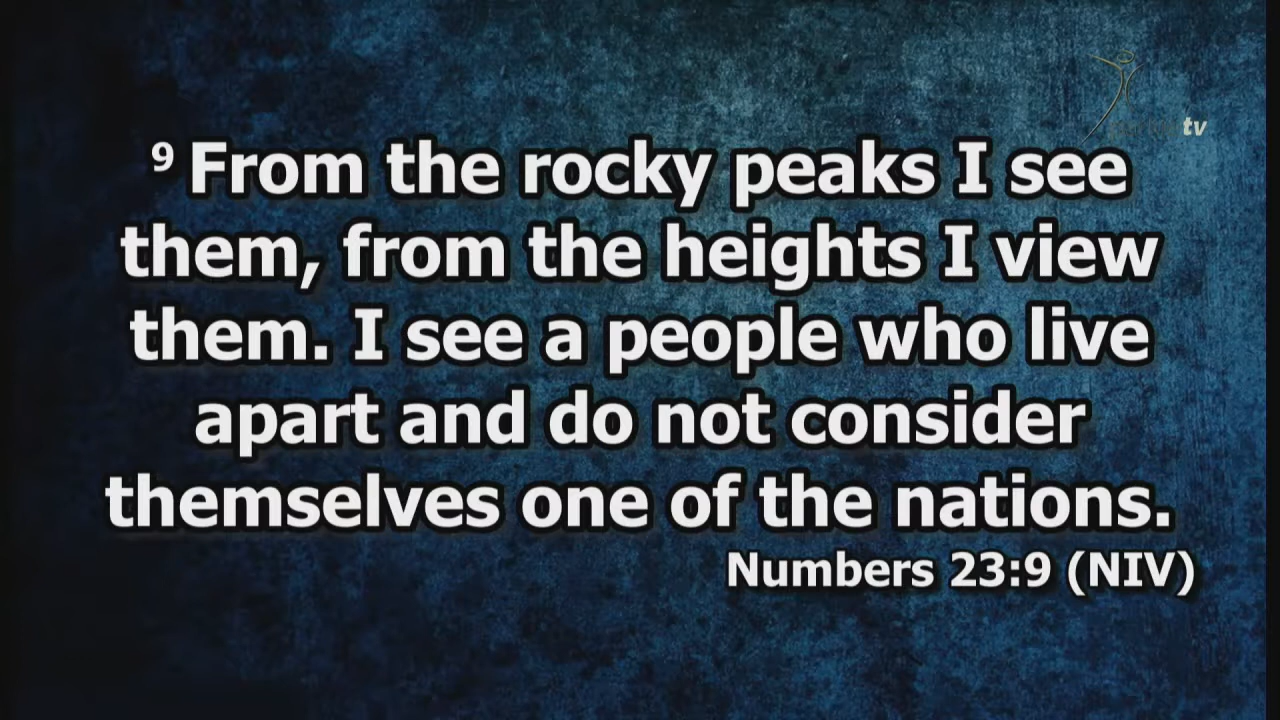 tv
9 From the rocky peaks I see
them, from the heights I view
them. I see a people who live
apart and do not consider
themselves one of the nations.
Numbers 23:9 (NIV)